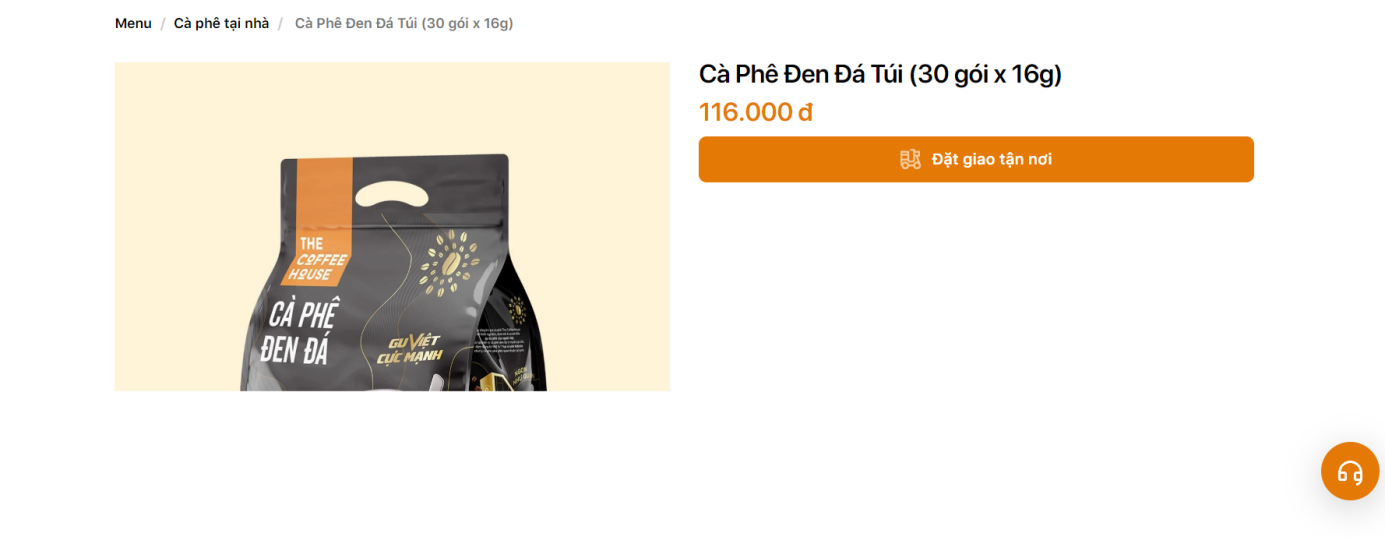 Menu / Cà phê tại nhà / Cà Phê Đen Đá Túi (30 gói x 16g)
Cà Phê Đen Đá Túi (30 gói x 16g)
116.000 đ
Đặt giao tận nơi
THE
COFFEE
HOUSE
CÀ PHÊ
ĐEN ĐÁ
GU VIỆT
CỰC MẠNH